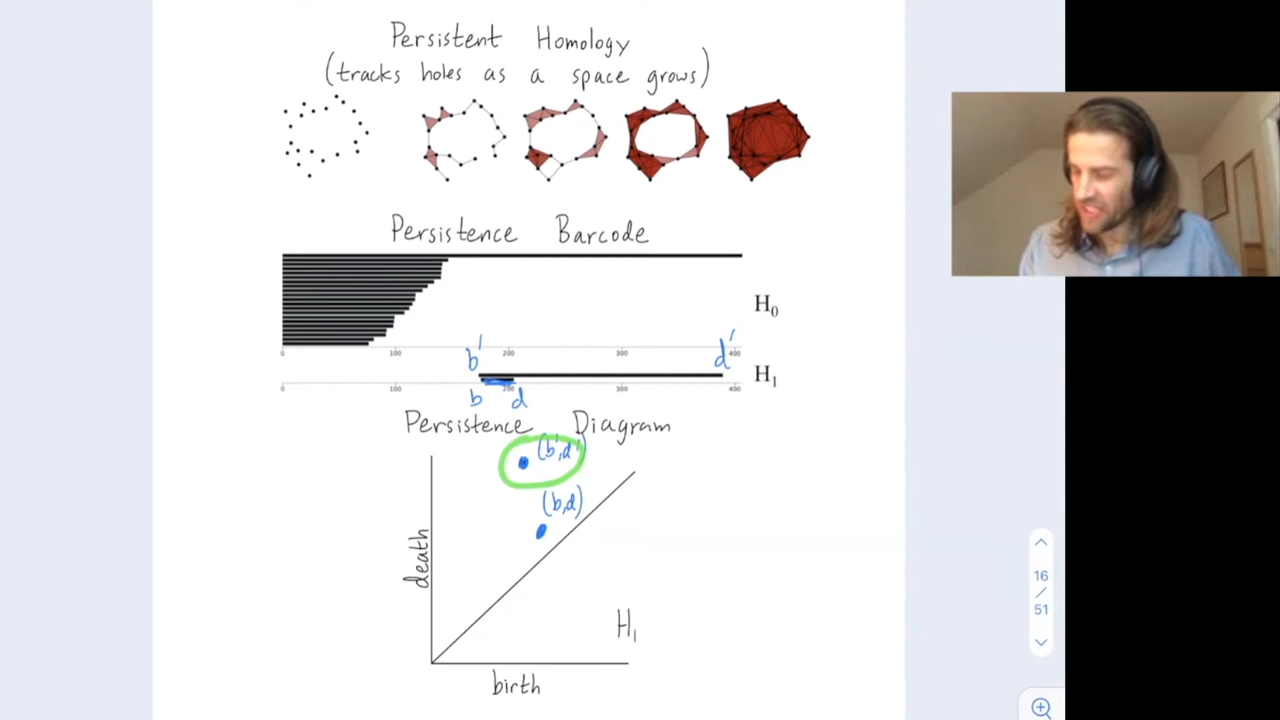 Persistent Homology
(tracks holes as a space grows)
Persistence Barcode
H0
0 100 200 300 400
b' d'
H1
0 100 200 300 400
b d
Persistence Diagram
(b',d')
(b,d)
death
H1
birth
16
/
51